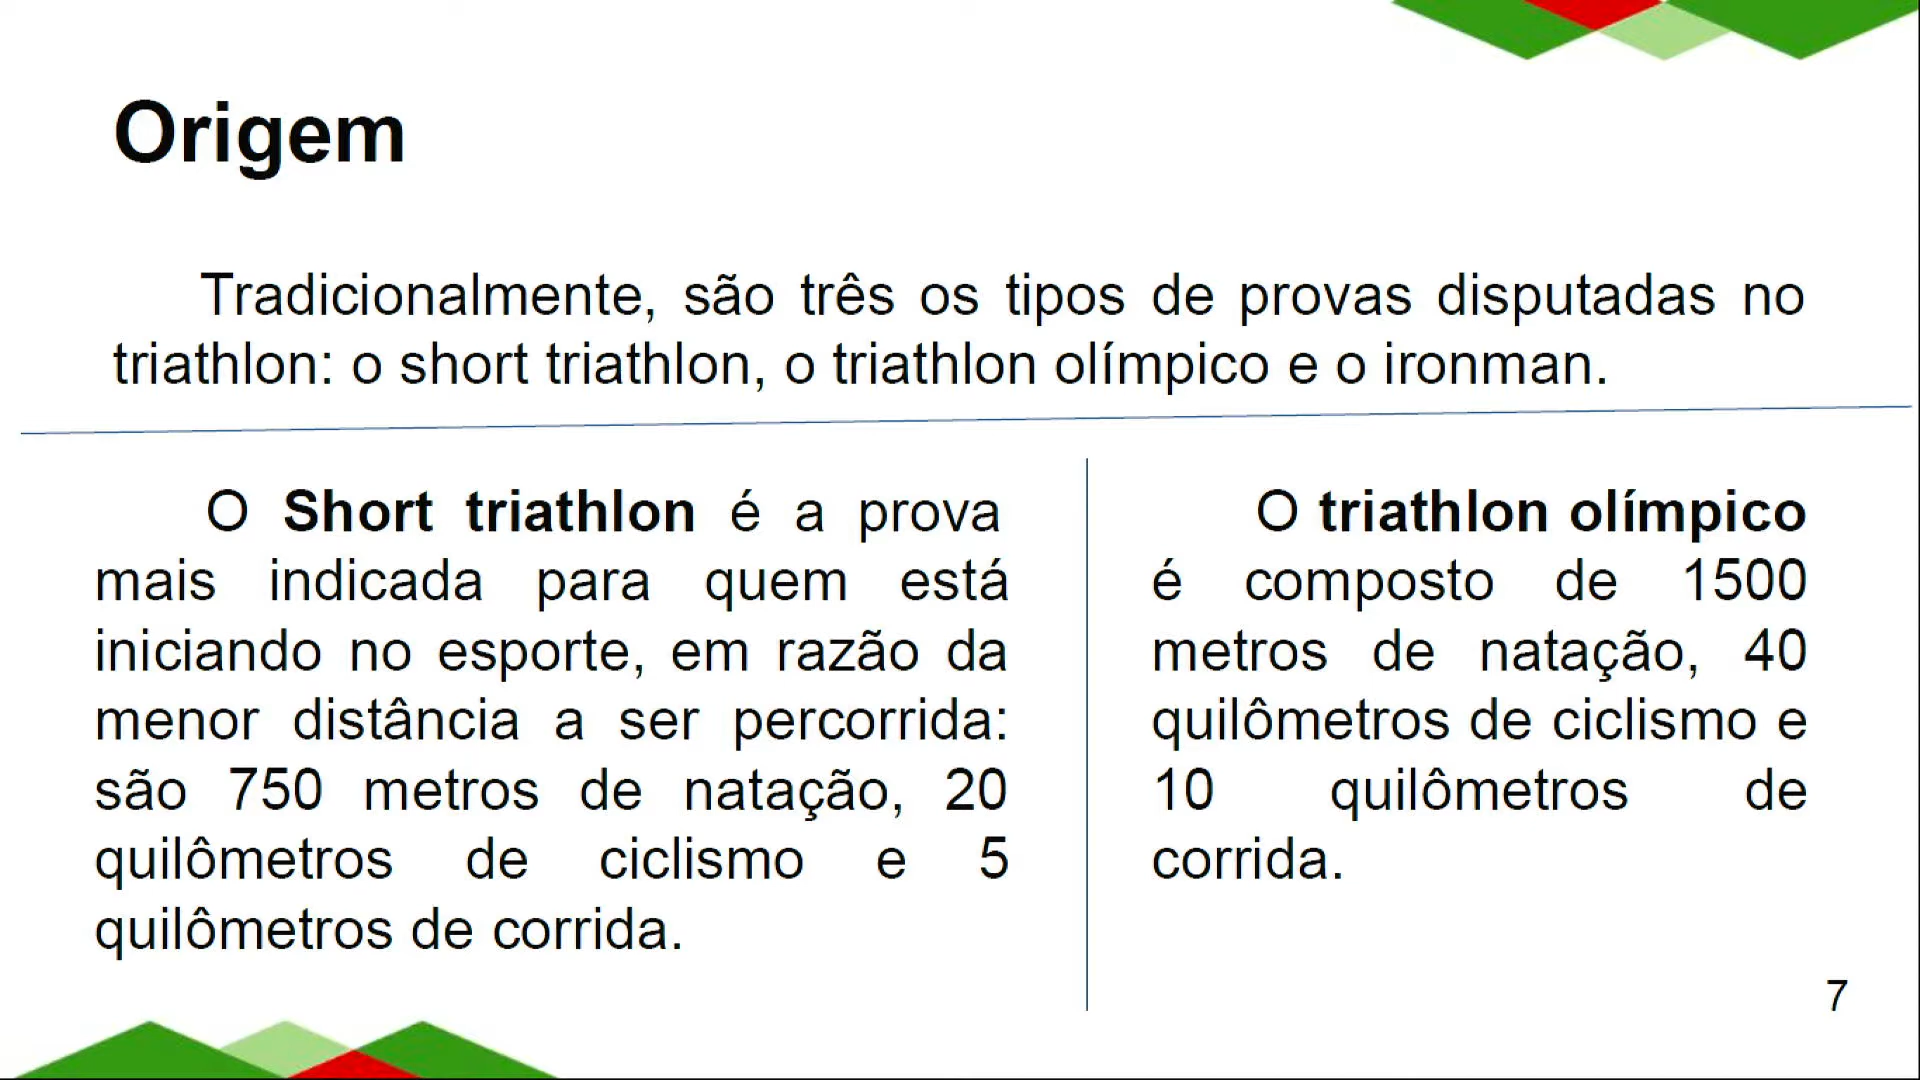 Origem
Tradicionalmente, são três os tipos de provas disputadas no
triathlon: o short triathlon, o triathlon olímpico e o ironman.
O Short triathlon é a prova
mais indicada para quem está
iniciando no esporte, em razão da
menor distância a ser percorrida:
são 750 metros de natação, 20
quilômetros de ciclismo e 5
quilômetros de corrida.
O triathlon olímpico
é composto de 1500
metros de natação, 40
quilômetros de ciclismo e
10 quilômetros de
corrida.
7